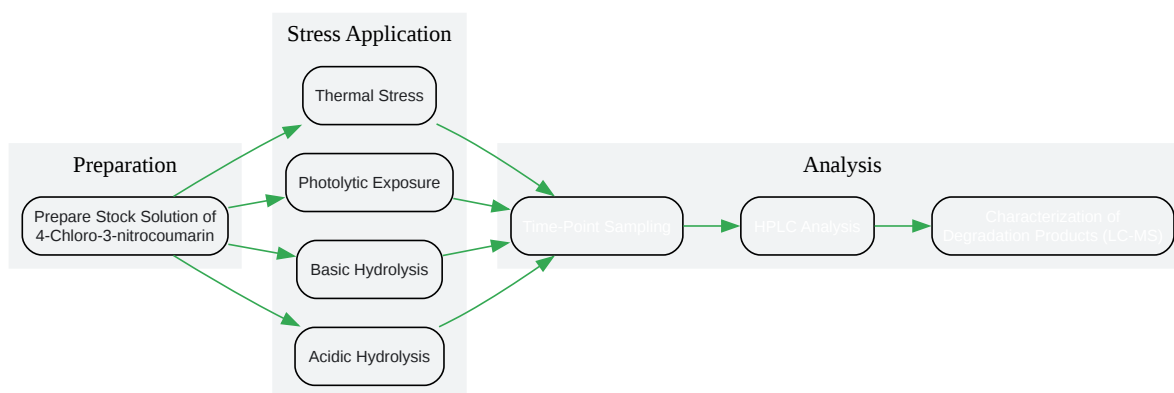 Preparation
Prepare Stock Solution of
4-Chloro-3-nitrocoumarin
Stress Application
Thermal Stress
Photolytic Exposure
Basic Hydrolysis
Acidic Hydrolysis
Analysis
Time-Point Sampling
HPLC Analysis
Characterization of
Degradation Products (LC-MS)